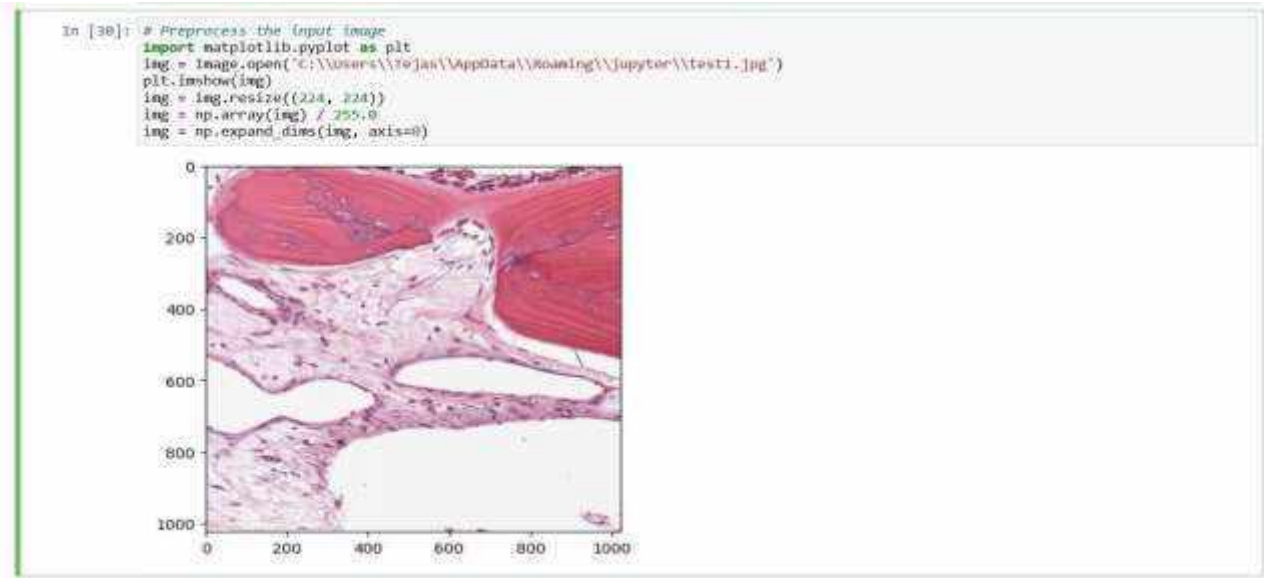 In [30]: # Preprocess the input image
import matplotlib.pyplot as plt
img = Image.open('C:\\Users\\Tejas\\AppData\\Roaming\\jupyter\\test1.jpg')
plt.imshow(img)
img = img.resize((224, 224))
img = np.array(img) / 255.0
img = np.expand_dims(img, axis=0)
0
200
400
600
800
1000
0 200 400 600 800 1000